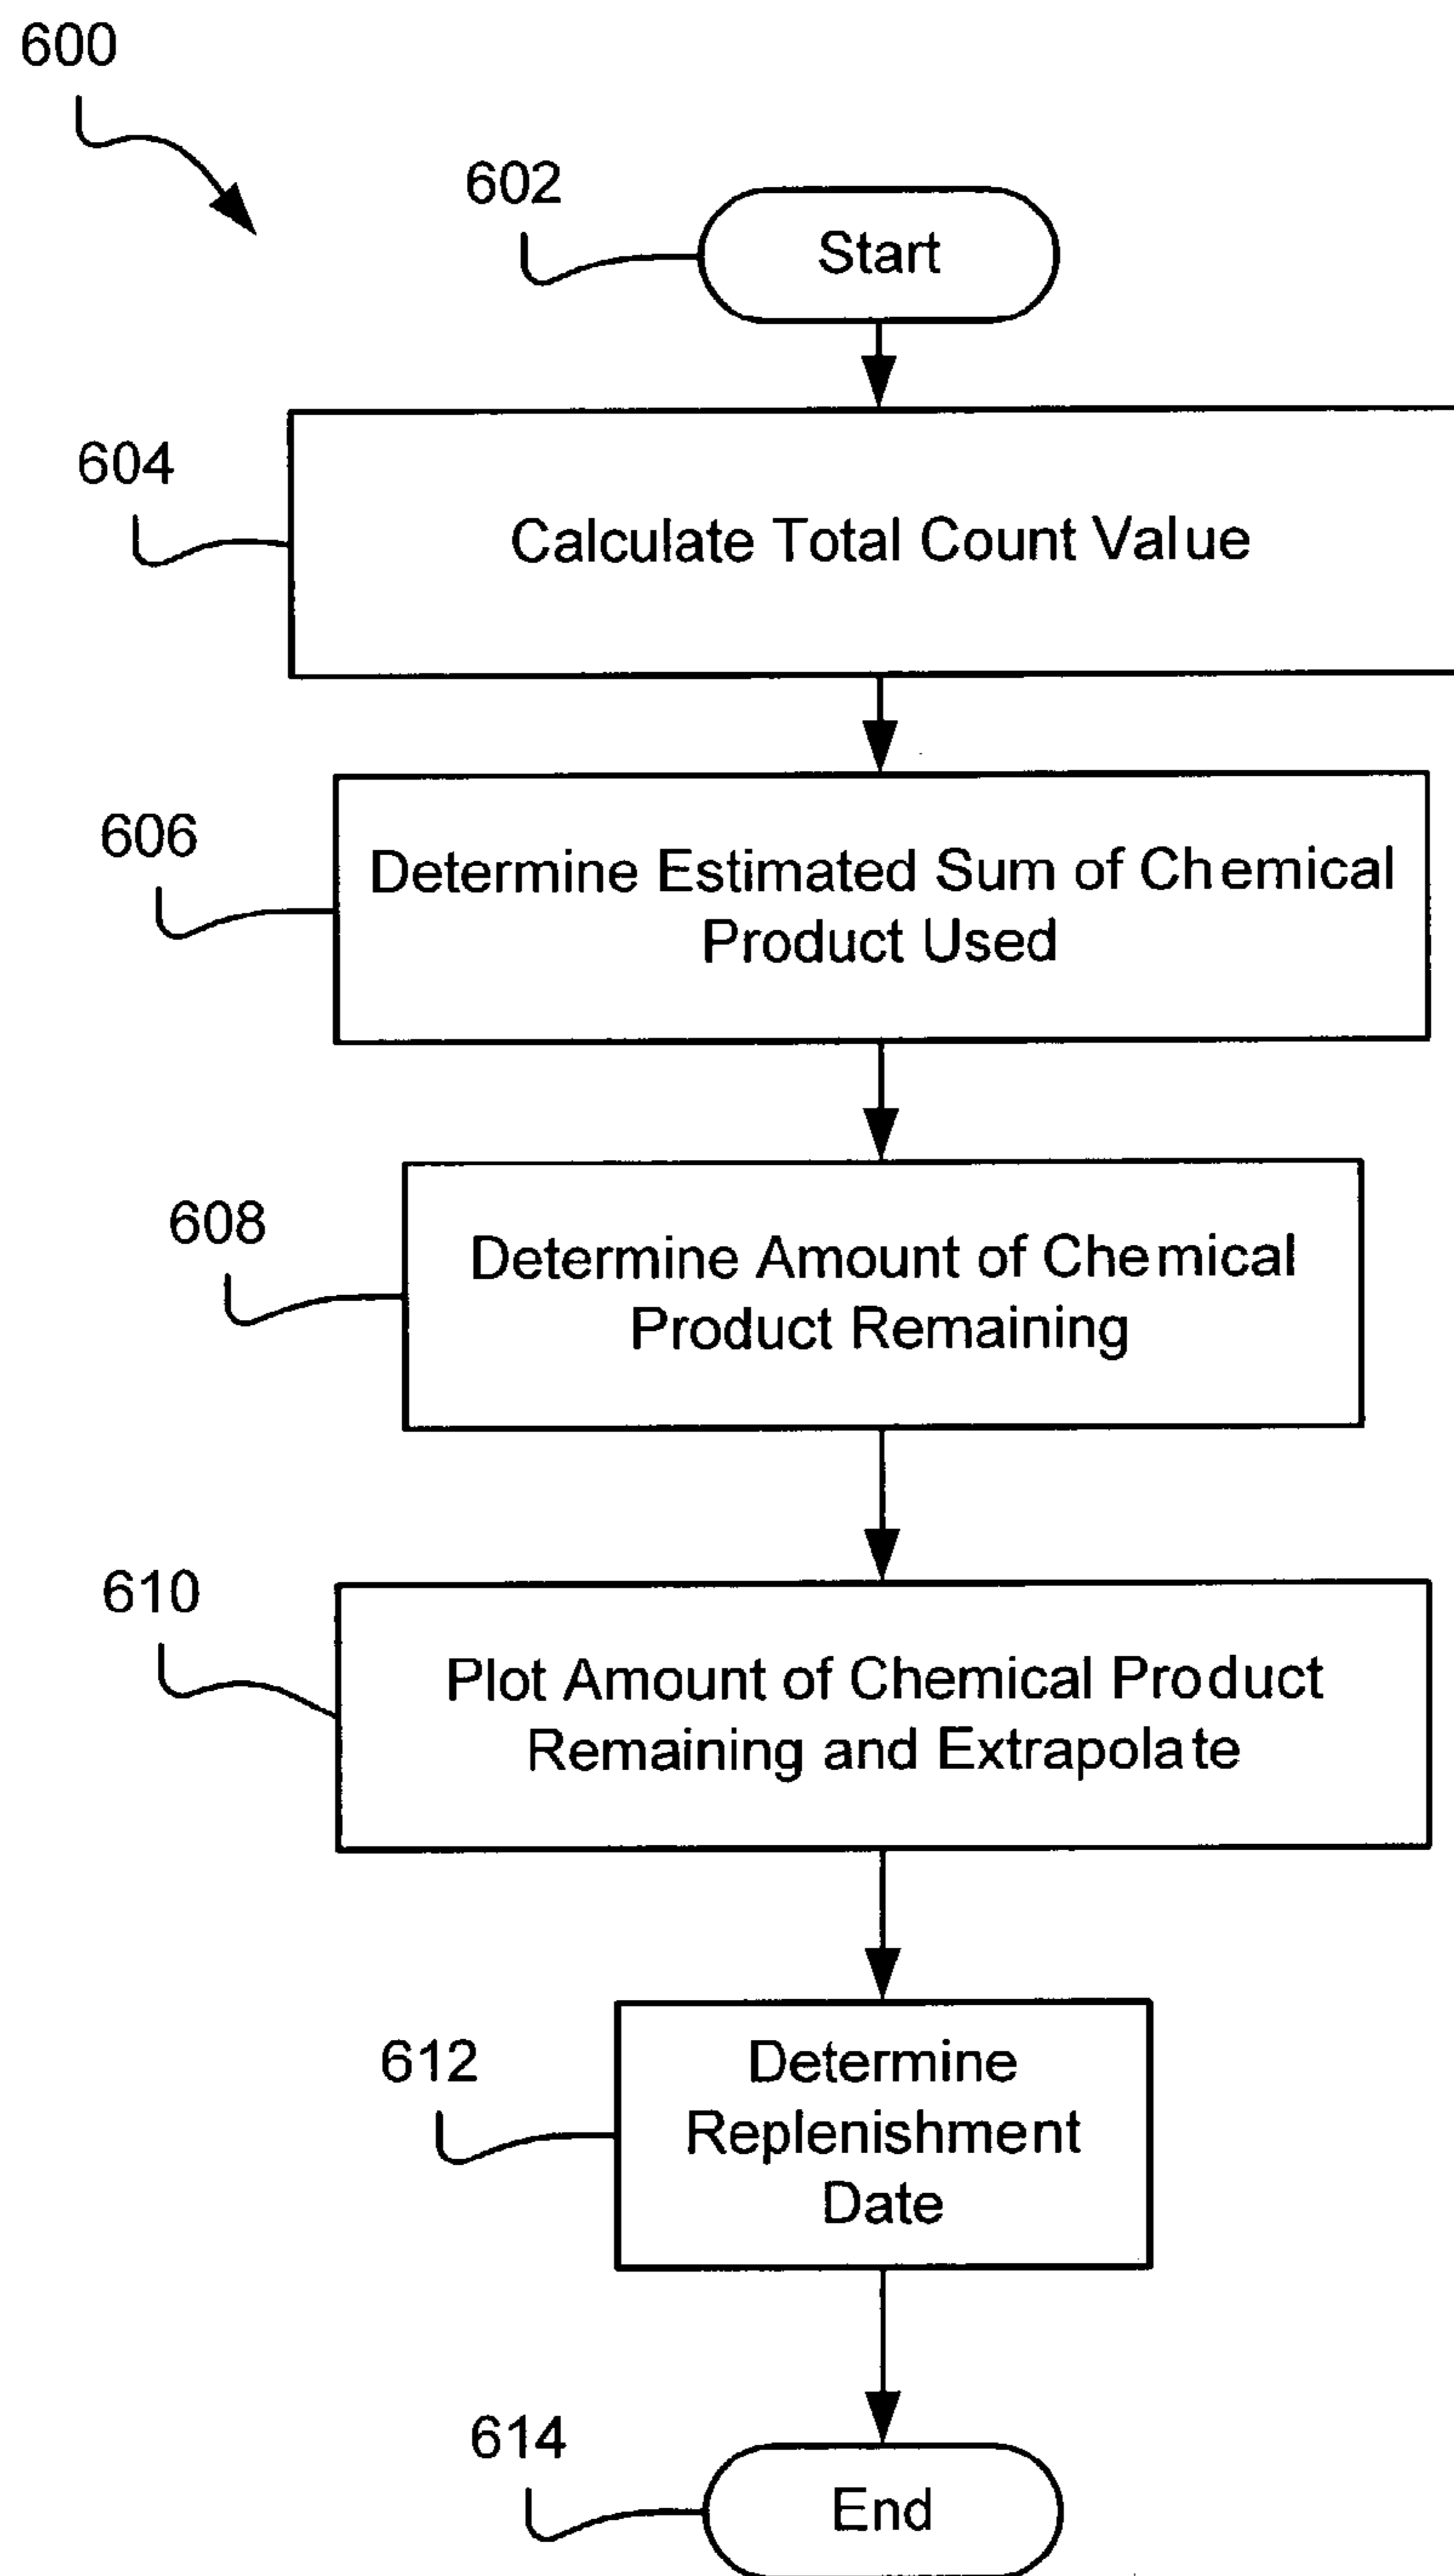 600
602
Start
604
Calculate Total Count Value
606
Determine Estimated Sum of Chemical
Product Used
608
Determine Amount of Chemical
Product Remaining
610
Plot Amount of Chemical Product
Remaining and Extrapolate
612
Determine
Replenishment
Date
614
End